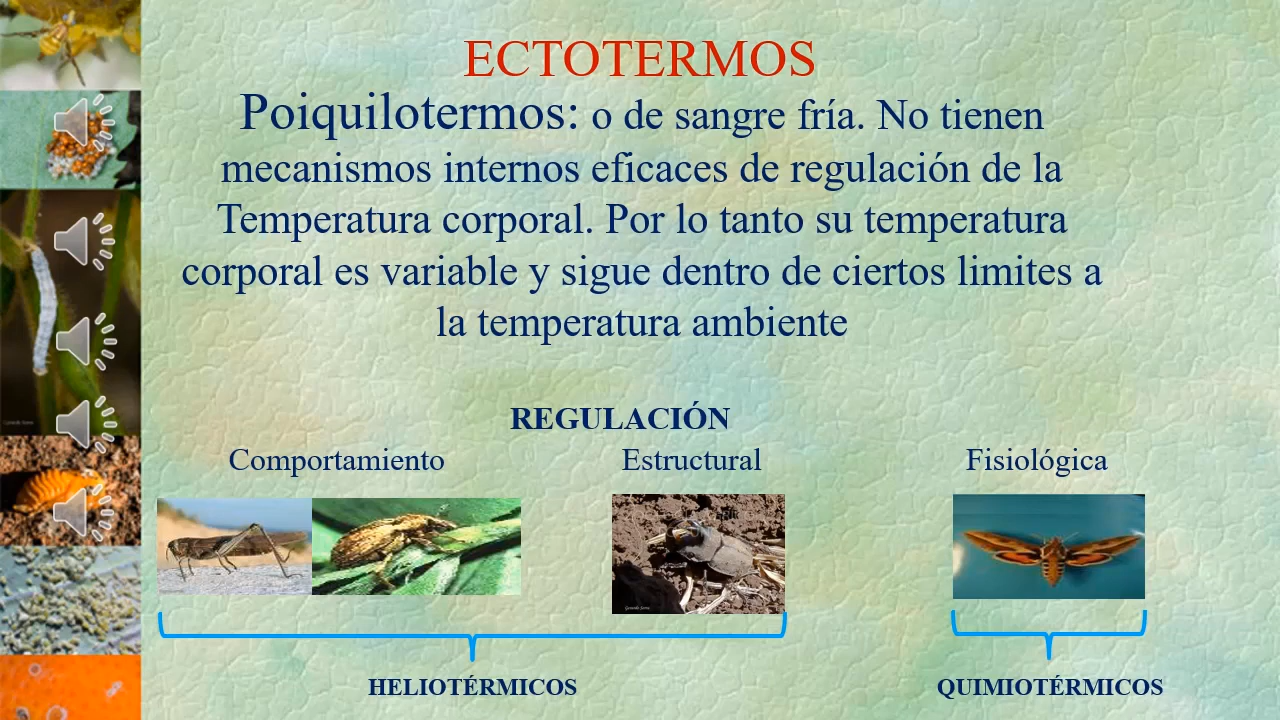 ECTOTERMOS
Poiquilotermos: o de sangre fría. No tienen
mecanismos internos eficaces de regulación de la
Temperatura corporal. Por lo tanto su temperatura
corporal es variable y sigue dentro de ciertos limites a
la temperatura ambiente
REGULACIÓN
Comportamiento Estructural Fisiológica
HELIOTÉRMICOS QUIMIOTÉRMICOS